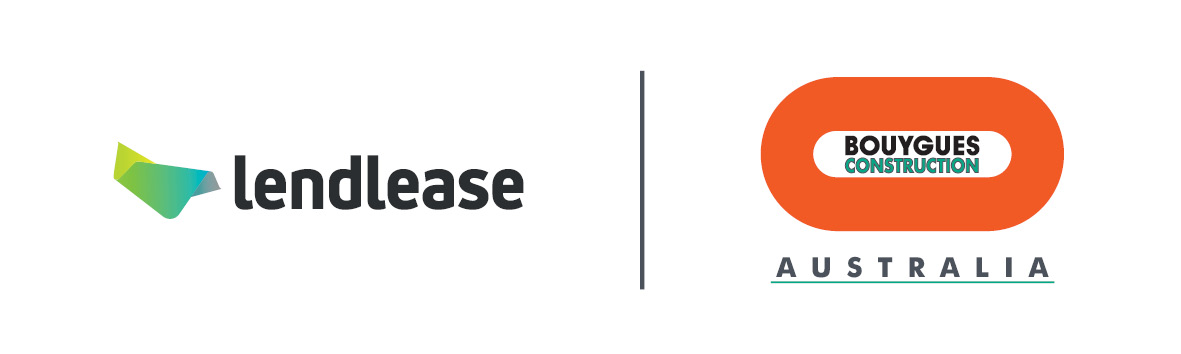 lendlease
BOUYGUES
CONSTRUCTION
AUSTRALIA